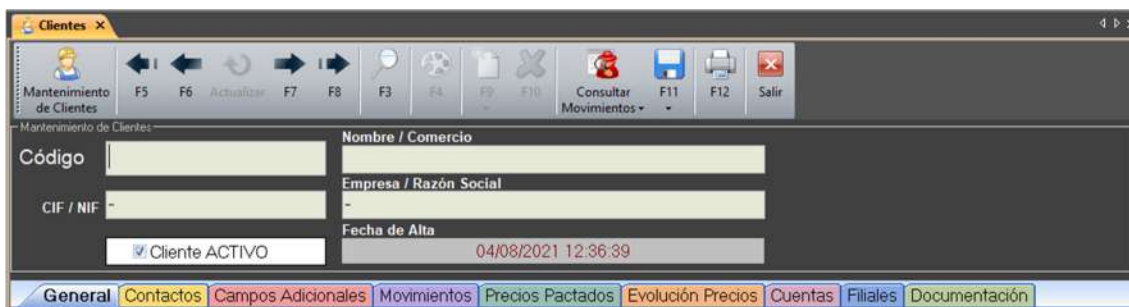 Clientes
Mantenimiento de Clientes
F5
F6
Actualizar
F7
F8
F3
F4
F9
F10
Consultar Movimientos
F11
F12
Salir
Mantenimiento de Clientes
Nombre / Comercio
Código
Empresa / Razón Social
CIF / NIF -
-
Fecha de Alta
Cliente ACTIVO
04/08/2021 12:36:39
General Contactos Campos Adicionales Movimientos Precios Pactados Evolución Precios Cuentas Filiales Documentación